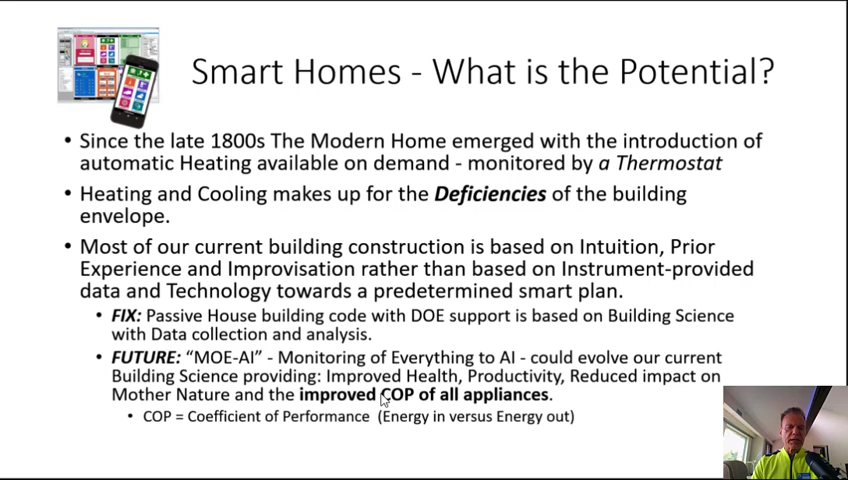 Smart Homes - What is the Potential?
• Since the late 1800s The Modern Home emerged with the introduction of
automatic Heating available on demand - monitored by a Thermostat
• Heating and Cooling makes up for the Deficiencies of the building
envelope.
• Most of our current building construction is based on Intuition, Prior
Experience and Improvisation rather than based on Instrument-provided
data and Technology towards a predetermined smart plan.
• FIX: Passive House building code with DOE support is based on Building Science
with Data collection and analysis.
• FUTURE: “MOE-AI” - Monitoring of Everything to AI - could evolve our current
Building Science providing: Improved Health, Productivity, Reduced impact on
Mother Nature and the improved COP of all appliances.
• COP = Coefficient of Performance (Energy in versus Energy out)